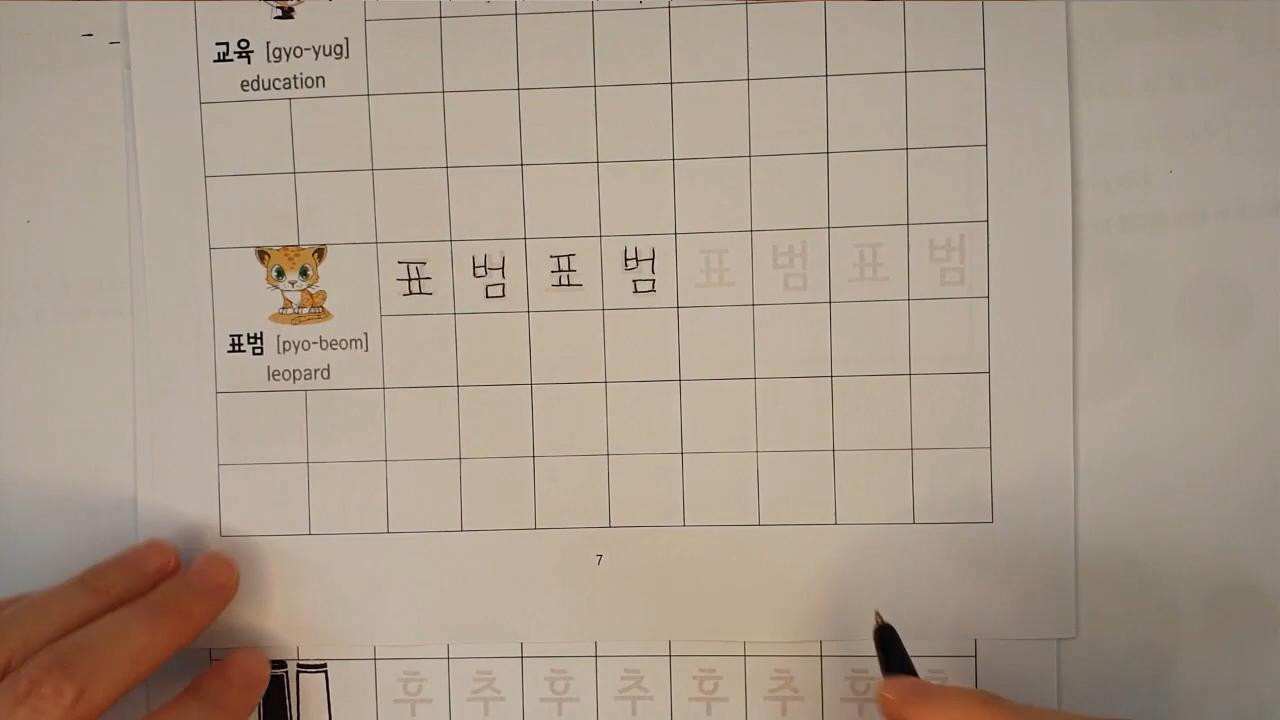 교육 [gyo-yug]
education
표 범 표 범 표 범 표 범
표범 [pyo-beom]
leopard
7
후 추 후 추 후 추 후 추